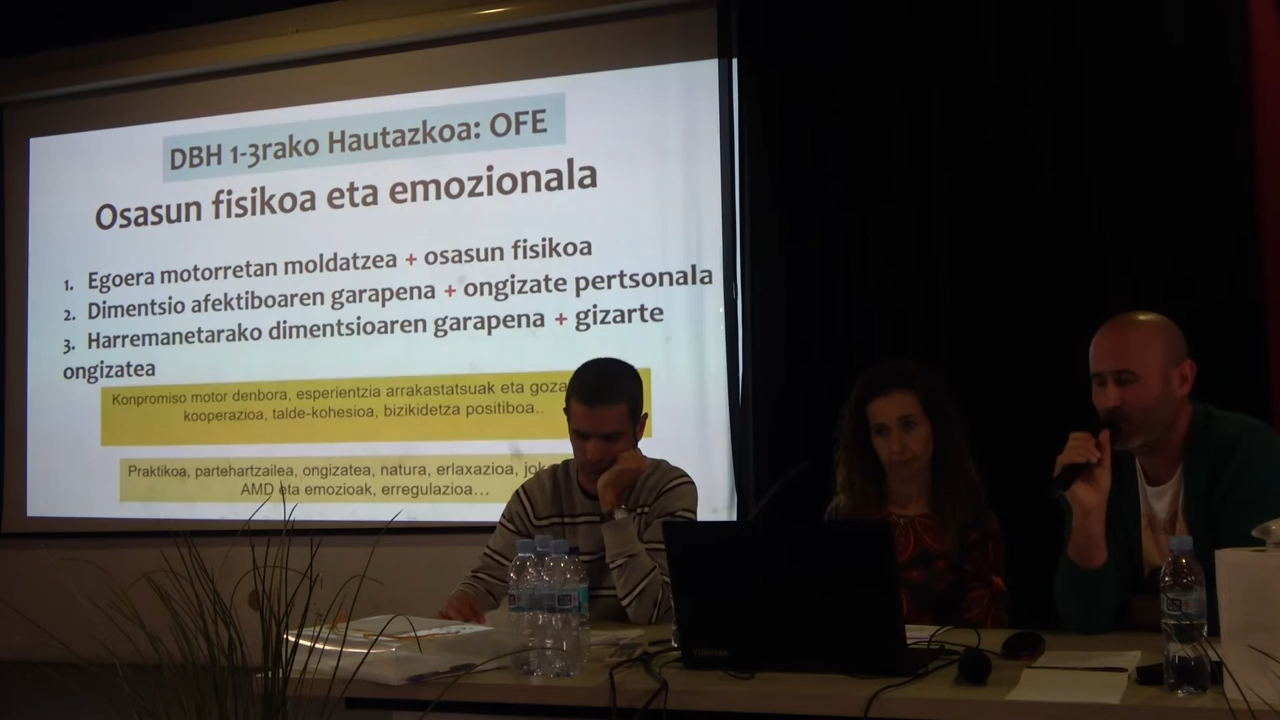 DBH 1-3rako Hautazkoa: OFE
Osasun fisikoa eta emozionala
1. Egoera motorretan moldatzea + osasun fisikoa
2. Dimentsio afektiboaren garapena + ongizate pertsonala
3. Harremanetarako dimentsioaren garapena + gizarte
ongizatea
Konpromiso motor denbora, esperientzia arrakastatsuak eta
kooperazioa, talde-kohesioa, bizikidetza positiboa..
Praktikoa, partehartzailea, ongizatea, natura, erlaxazioa,
AMD eta emozioak, erregulazioa...